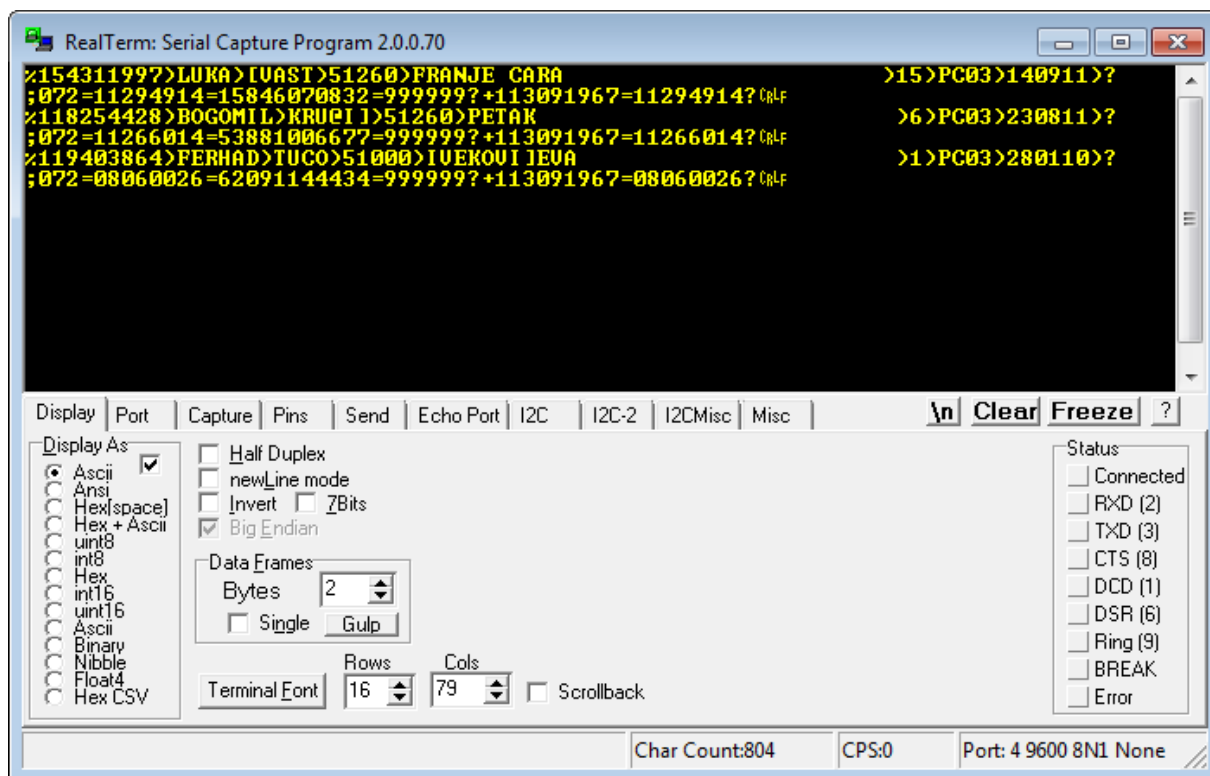 RealTerm: Serial Capture Program 2.0.0.70
%154311997>LUKA>[VAST>51260>FRANJE CARA >15>PC03>140911>?
;072=11294914=15846070832=999999?+113091967=11294914?CRLF
%118254428>BOGOMIL>KRU@I]>51260>PETAK >6>PC03>230811>?
;072=11266014=53881006677=999999?+113091967=11266014?CRLF
%119403864>FERHAD>TUCO>51000>IVEKOVI]EVA >1>PC03>280110>?
;072=08060026=62091144434=999999?+113091967=08060026?CRLF
Display Port Capture Pins Send Echo Port I2C I2C-2 I2CMisc Misc \n Clear Freeze ?
Display As
Ascii
Ansi
Hex[space]
Hex + Ascii
uint8
int8
Hex
int16
uint16
Ascii
Binary
Nibble
Float4
Hex CSV
Half Duplex
newLine mode
Invert 7Bits
Big Endian
Data Frames
Bytes 2
Single Gulp
Rows Cols
Terminal Font 16 79 Scrollback
Status
Connected
RXD (2)
TXD (3)
CTS (8)
DCD (1)
DSR (6)
Ring (9)
BREAK
Error
Char Count:804 CPS:0 Port: 4 9600 8N1 None